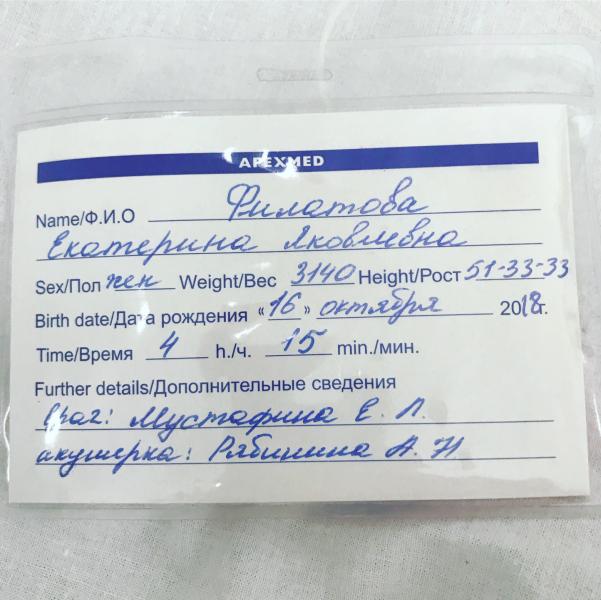 APEXMED
Name/Ф.И.О Филатова
Екатерина Яковлевна
Sex/Пол жен Weight/Вес 3140 Height/Рост 51-33-33
Birth date/Дата рождения «16» октября 2018г.
Time/Время 4 h./ч. 15 min./мин.
Further details/Дополнительные сведения
врач: Мустафина Е. Л.
акушерка: Рябинина А. Н